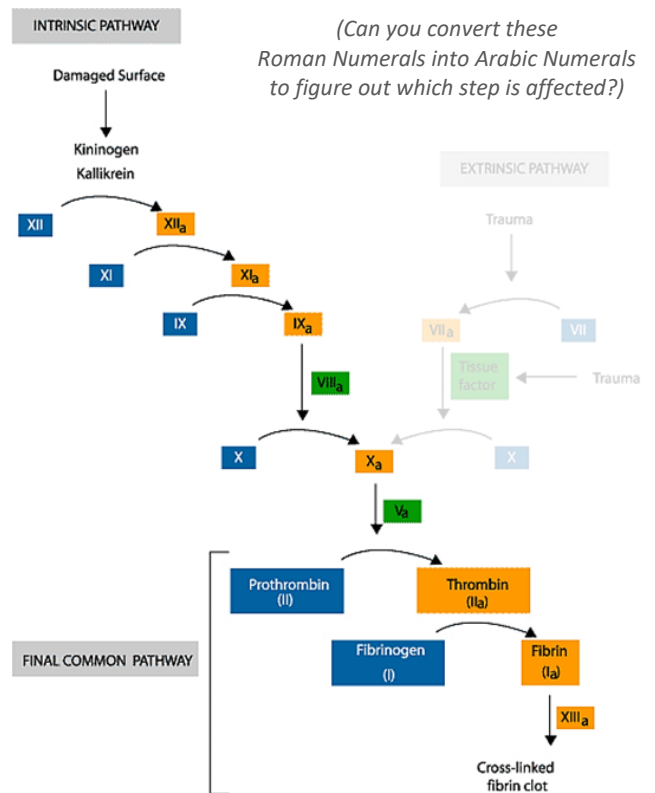 INTRINSIC PATHWAY
(Can you convert these
Roman Numerals into Arabic Numerals
to figure out which step is affected?)
Damaged Surface
Kininogen
Kallikrein
EXTRINSIC PATHWAY
Trauma
XII
XIIa
XI
XIa
IX
IXa
VIIa
VII
VIIIa
Tissue
factor
Trauma
X
Xa
X
Va
Prothrombin
(II)
Thrombin
(IIa)
FINAL COMMON PATHWAY
Fibrinogen
(I)
Fibrin
(Ia)
XIIIa
Cross-linked
fibrin clot